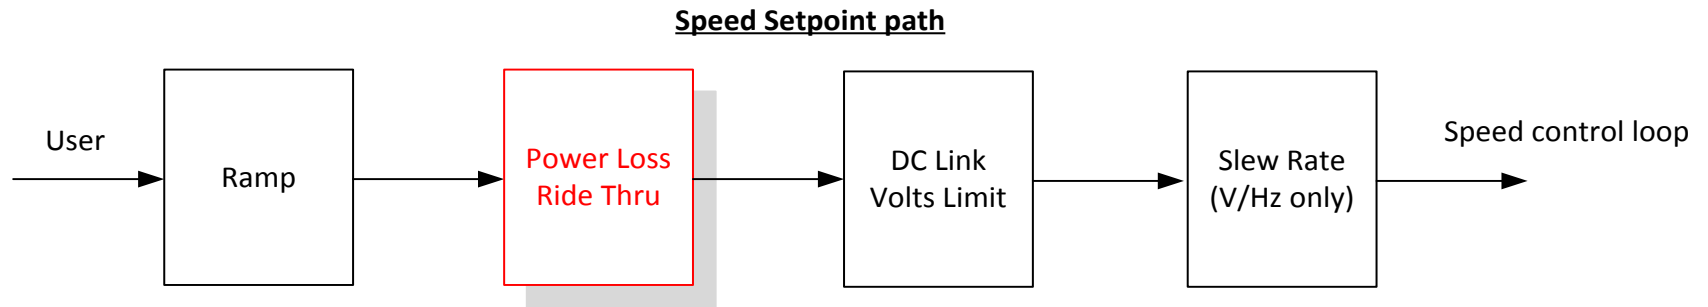 Speed Setpoint path
User
Ramp
Power Loss
Ride Thru
DC Link
Volts Limit
Slew Rate
(V/Hz only)
Speed control loop